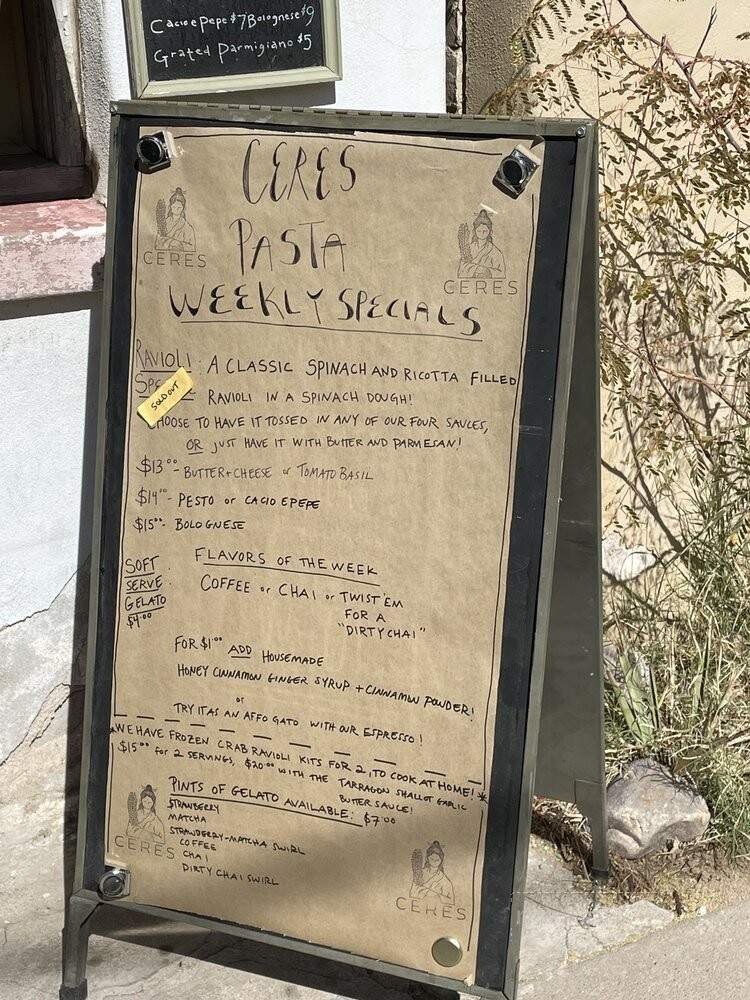 Cacio e Pepe $7 Bolognese $9
Grated Parmigiano $5
CERES
PASTA
CERES
CERES
WEEKLY SPECIALS
RAVIOLI : A CLASSIC SPINACH AND RICOTTA FILLED
RAVIOLI IN A SPINACH DOUGH!
SOLD OUT
HOOSE TO HAVE IT TOSSED IN ANY OF OUR FOUR SAUCES,
OR JUST HAVE IT WITH BUTTER AND PARMESAN!
$13.00 - BUTTER + CHEESE or TOMATO BASIL
$14.00 - PESTO or CACIO E PEPE
$15.00 - BOLOGNESE
SOFT SERVE GELATO $4.00
FLAVORS OF THE WEEK
COFFEE or CHAI or TWIST 'EM
FOR A
"DIRTY CHAI"
FOR $1.00 ADD HOUSEMADE
HONEY CINNAMON GINGER SYRUP + CINNAMON POWDER!
or
TRY IT AS AN AFFOGATO WITH OUR ESPRESSO!
*WE HAVE FROZEN CRAB RAVIOLI KITS FOR 2, TO COOK AT HOME!*
$15.00 for 2 SERVINGS, $20.00 WITH THE TARRAGON SHALLOT GARLIC
BUTTER SAUCE!
PINTS OF GELATO AVAILABLE: $7.00
STRAWBERRY
MATCHA
STRAWBERRY-MATCHA SWIRL
COFFEE
CHAI
DIRTY CHAI SWIRL
CERES
CERES